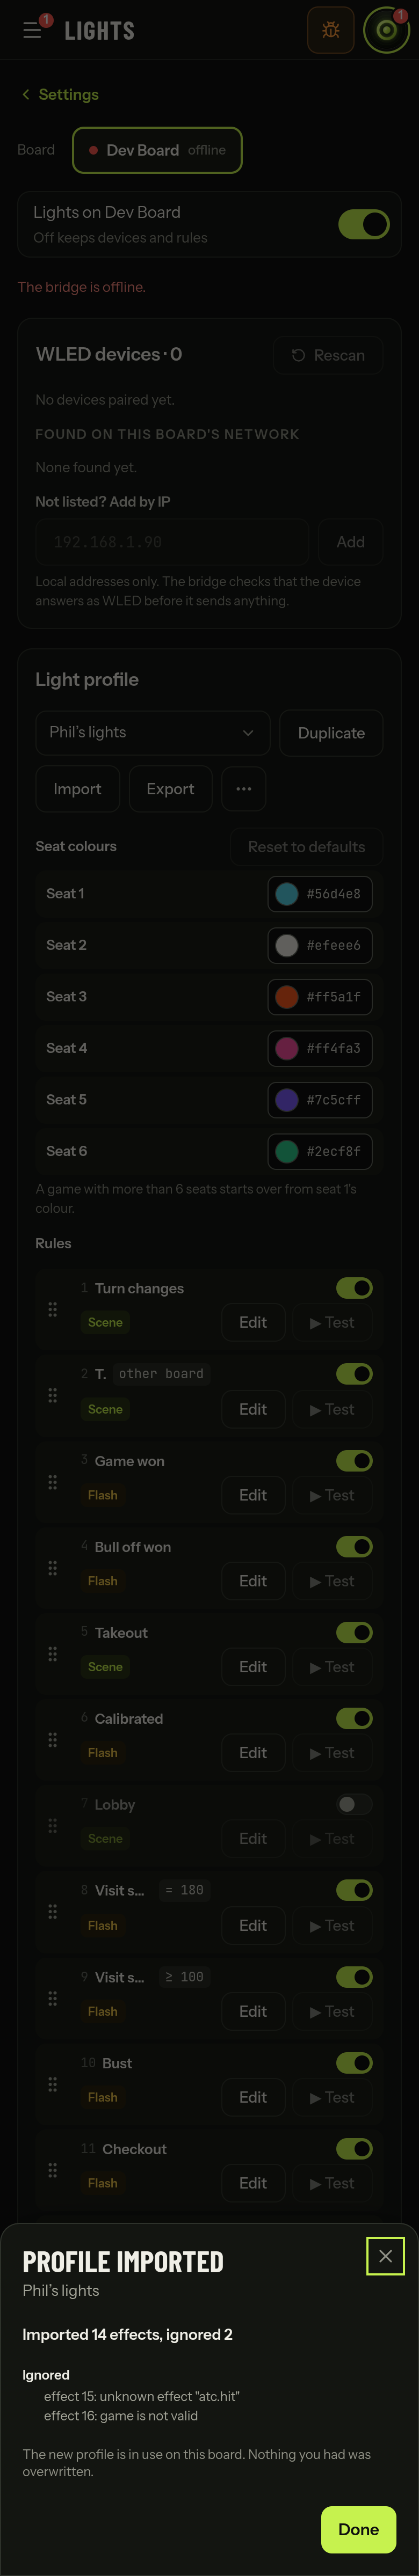 1
LIGHTS
1
Settings
Board
Dev Board offline
Lights on Dev Board
Off keeps devices and rules
The bridge is offline.
WLED devices · 0
Rescan
No devices paired yet.
FOUND ON THIS BOARD'S NETWORK
None found yet.
Not listed? Add by IP
192.168.1.90
Add
Local addresses only. The bridge checks that the device
answers as WLED before it sends anything.
Light profile
Phil's lights
Duplicate
Import
Export
Seat colours
Reset to defaults
Seat 1 #56d4e8
Seat 2 #efeee6
Seat 3 #ff5a1f
Seat 4 #ff4fa3
Seat 5 #7c5cff
Seat 6 #2ecf8f
A game with more than 6 seats starts over from seat 1's
colour.
Rules
1 Turn changes
Scene Edit ▶ Test
2 T. other board
Scene Edit ▶ Test
3 Game won
Flash Edit ▶ Test
4 Bull off won
Flash Edit ▶ Test
5 Takeout
Scene Edit ▶ Test
6 Calibrated
Flash Edit ▶ Test
7 Lobby
Scene Edit ▶ Test
8 Visit s... = 180
Flash Edit ▶ Test
9 Visit s... ≥ 100
Flash Edit ▶ Test
10 Bust
Flash Edit ▶ Test
11 Checkout
Flash Edit ▶ Test
PROFILE IMPORTED
Phil's lights
Imported 14 effects, ignored 2
Ignored
effect 15: unknown effect "atc.hit"
effect 16: game is not valid
The new profile is in use on this board. Nothing you had was
overwritten.
Done